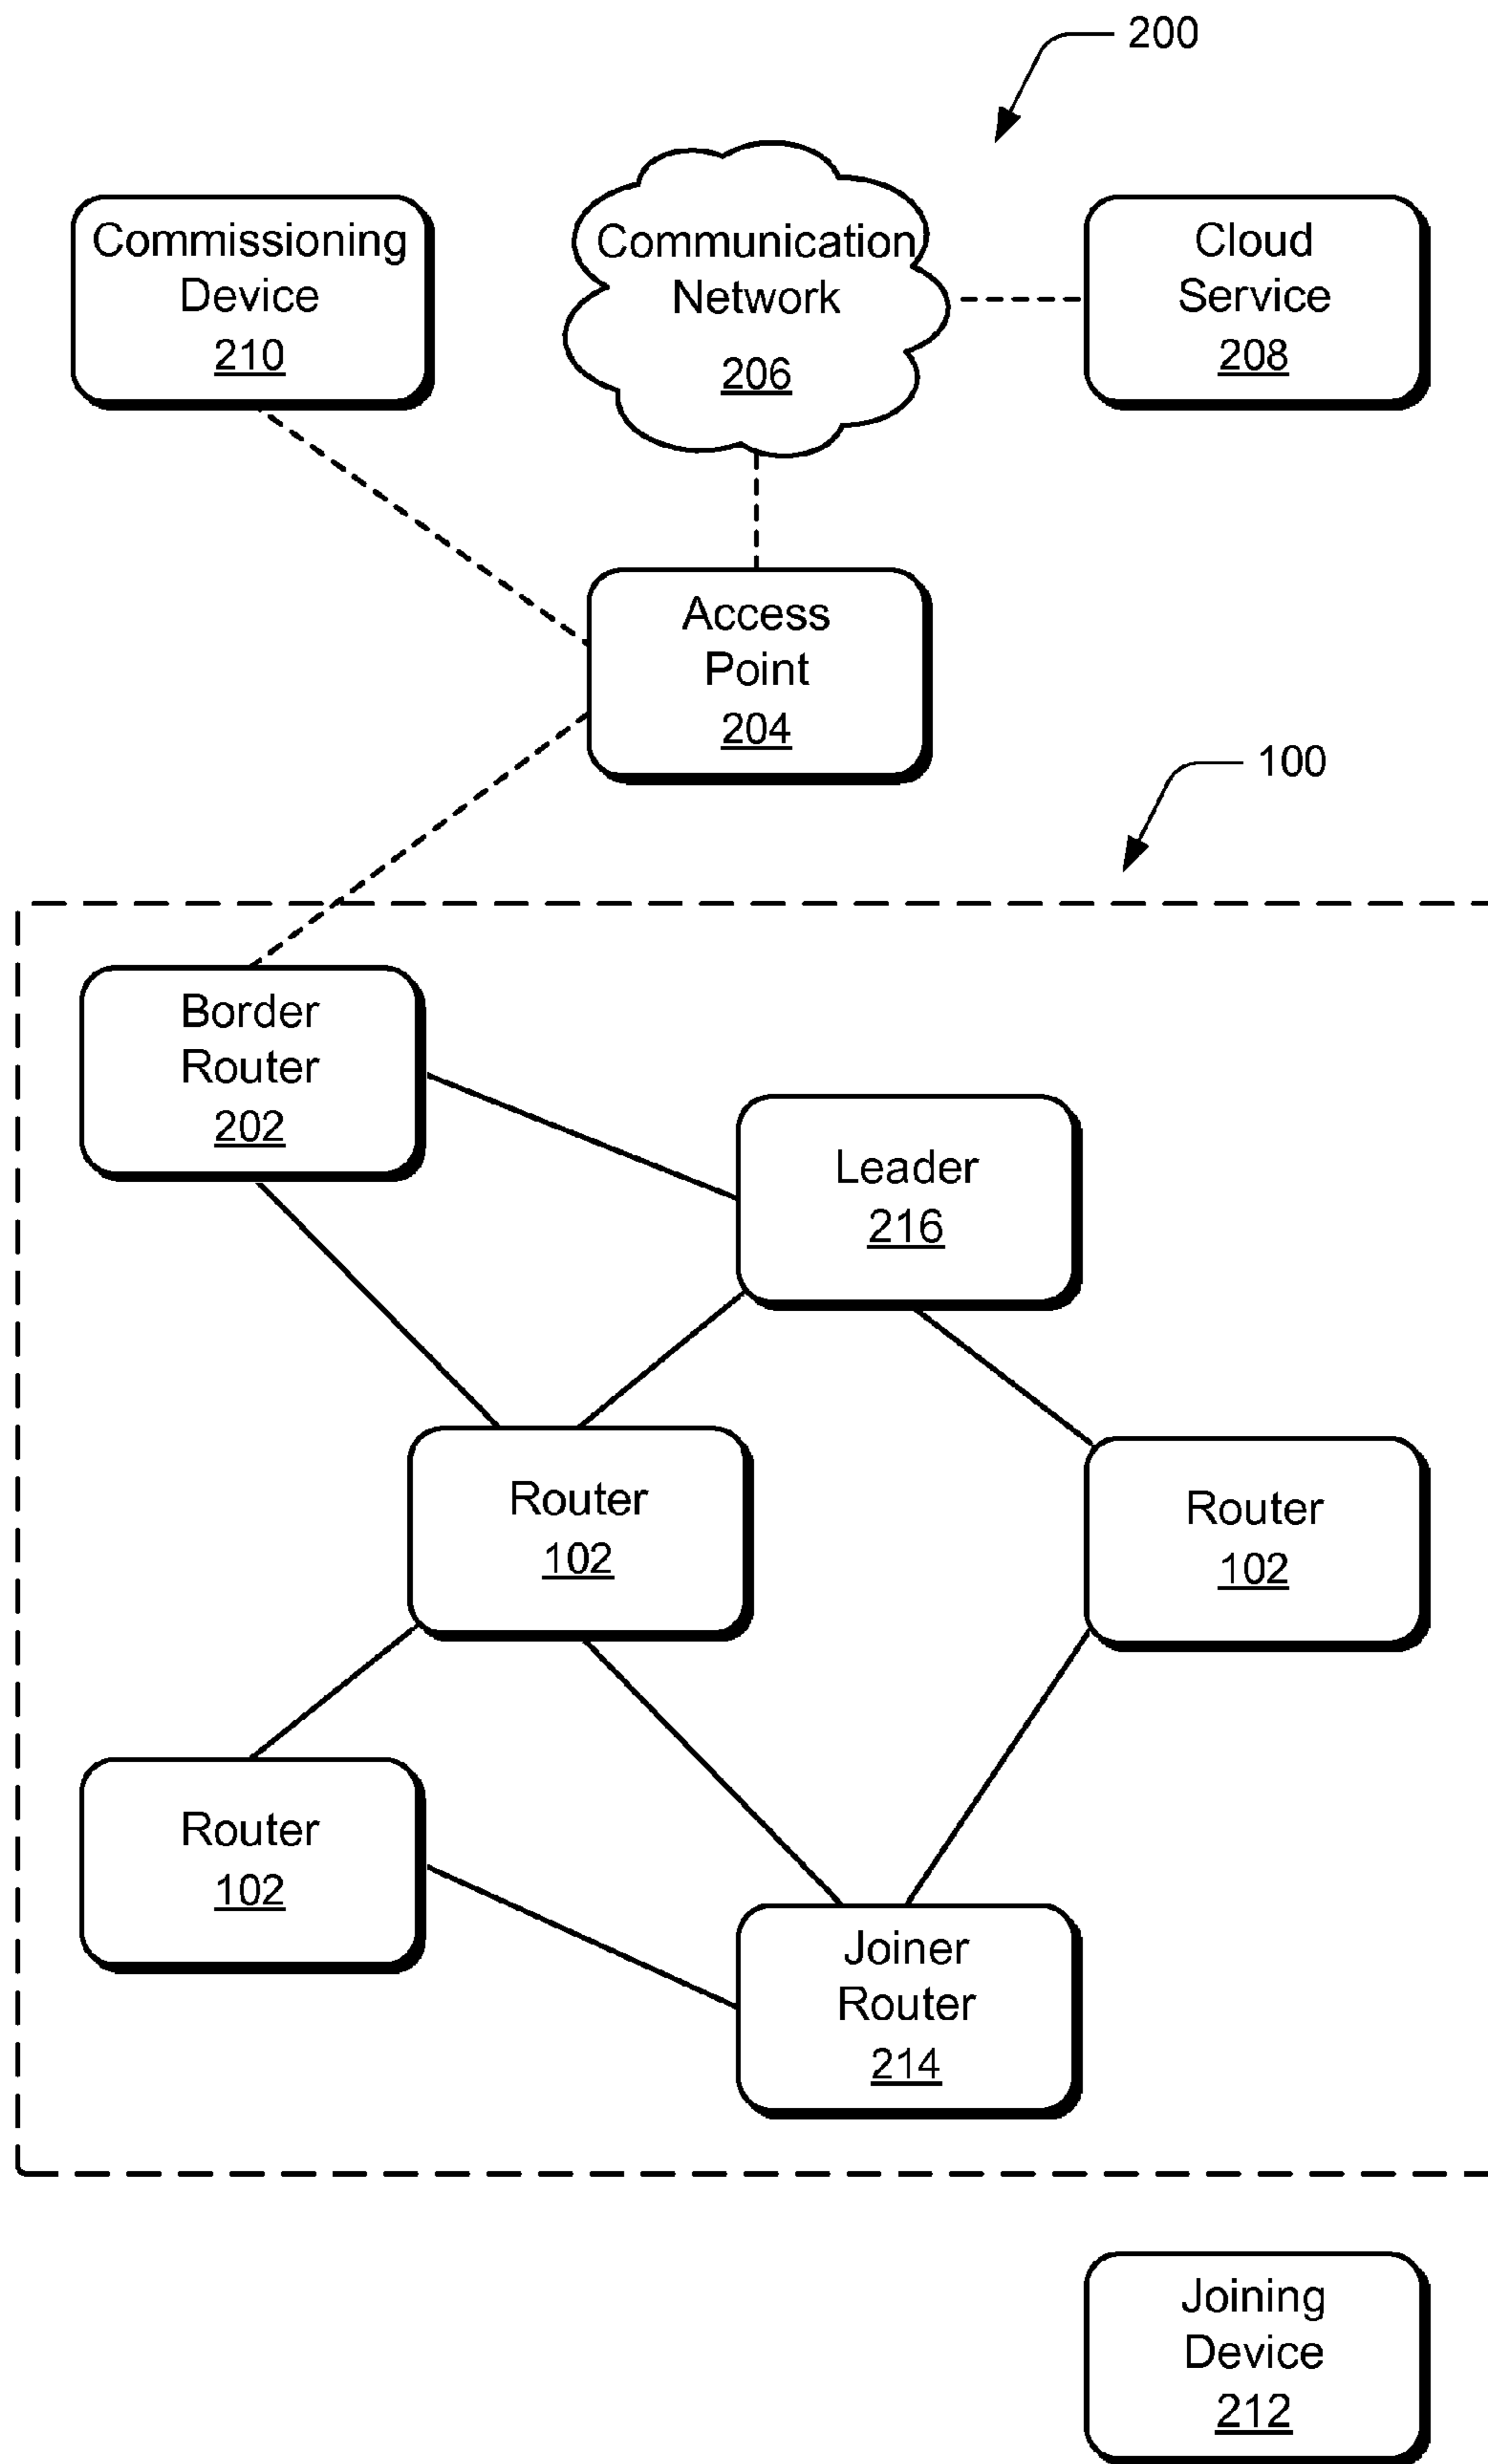 200
Commissioning
Device
210
Communication
Network
206
Cloud
Service
208
Access
Point
204
100
Border
Router
202
Leader
216
Router
102
Router
102
Router
102
Joiner
Router
214
Joining
Device
212